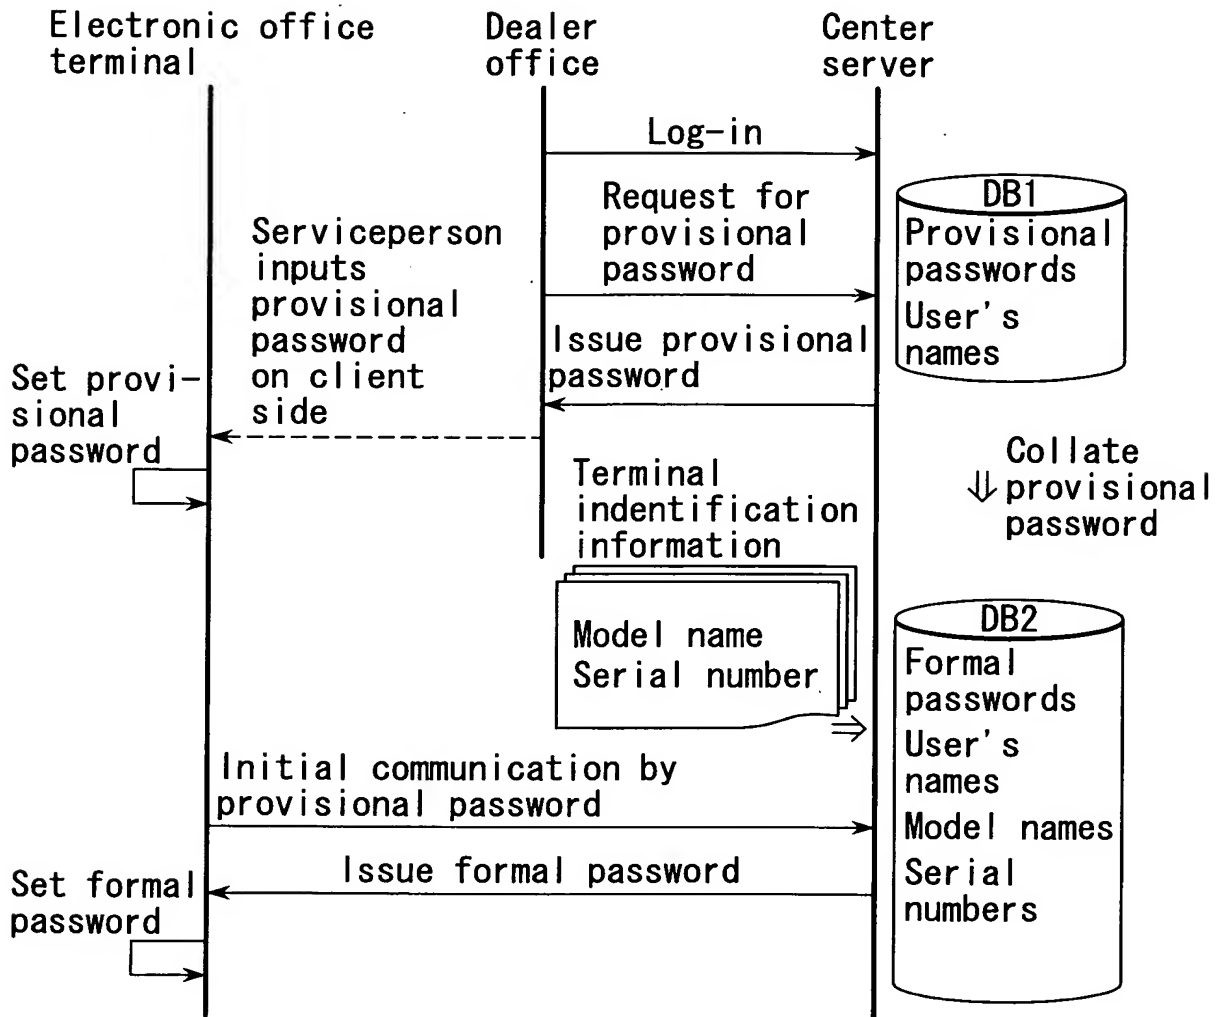 Electronic office
terminal
Dealer
office
Center
server
Log-in
Request for
provisional
password
DB1
Provisional
passwords
User's
names
Serviceperson
inputs
provisional
password
on client
side
Issue provisional
password
Set provi-
sional
password
Collate
provisional
password
Terminal
indentification
information
Model name
Serial number
DB2
Formal
passwords
User's
names
Model names
Serial
numbers
Initial communication by
provisional password
Issue formal password
Set formal
password